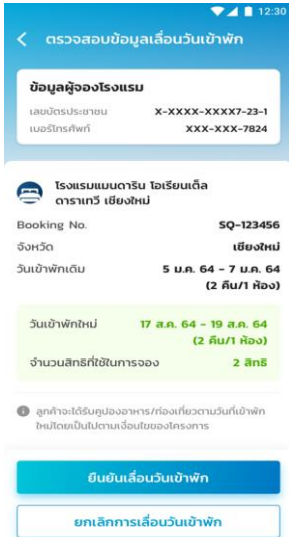 12:30
ตรวจสอบข้อมูลเลื่อนวันเข้าพัก
ข้อมูลผู้จองโรงแรม
เลขบัตรประชาชน X-XXXX-XXXX7-23-1
เบอร์โทรศัพท์ XXX-XXX-7824
โรงแรมแมนดาริน โอเรียนเต็ล
ดาราเทวี เชียงใหม่
Booking No. SQ-123456
จังหวัด เชียงใหม่
วันเข้าพักเดิม 5 ม.ค. 64 - 7 ม.ค. 64
(2 คืน/1 ห้อง)
วันเข้าพักใหม่ 17 ส.ค. 64 - 19 ส.ค. 64
(2 คืน/1 ห้อง)
จำนวนสิทธิที่ใช้ในการจอง 2 สิทธิ
ลูกค้าจะได้รับคูปองอาหาร/ท่องเที่ยวตามวันที่เข้าพัก
ใหม่โดยเป็นไปตามเงื่อนไขของโครงการ
ยืนยันเลื่อนวันเข้าพัก
ยกเลิกการเลื่อนวันเข้าพัก